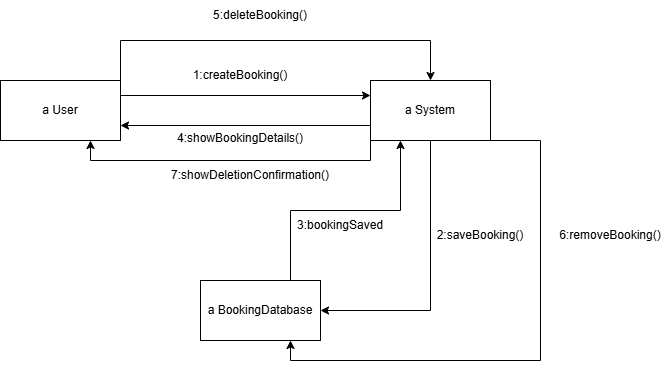 5:deleteBooking()
1:createBooking()
a User
a System
4:showBookingDetails()
7:showDeletionConfirmation()
3:bookingSaved
2:saveBooking()
6:removeBooking()
a BookingDatabase